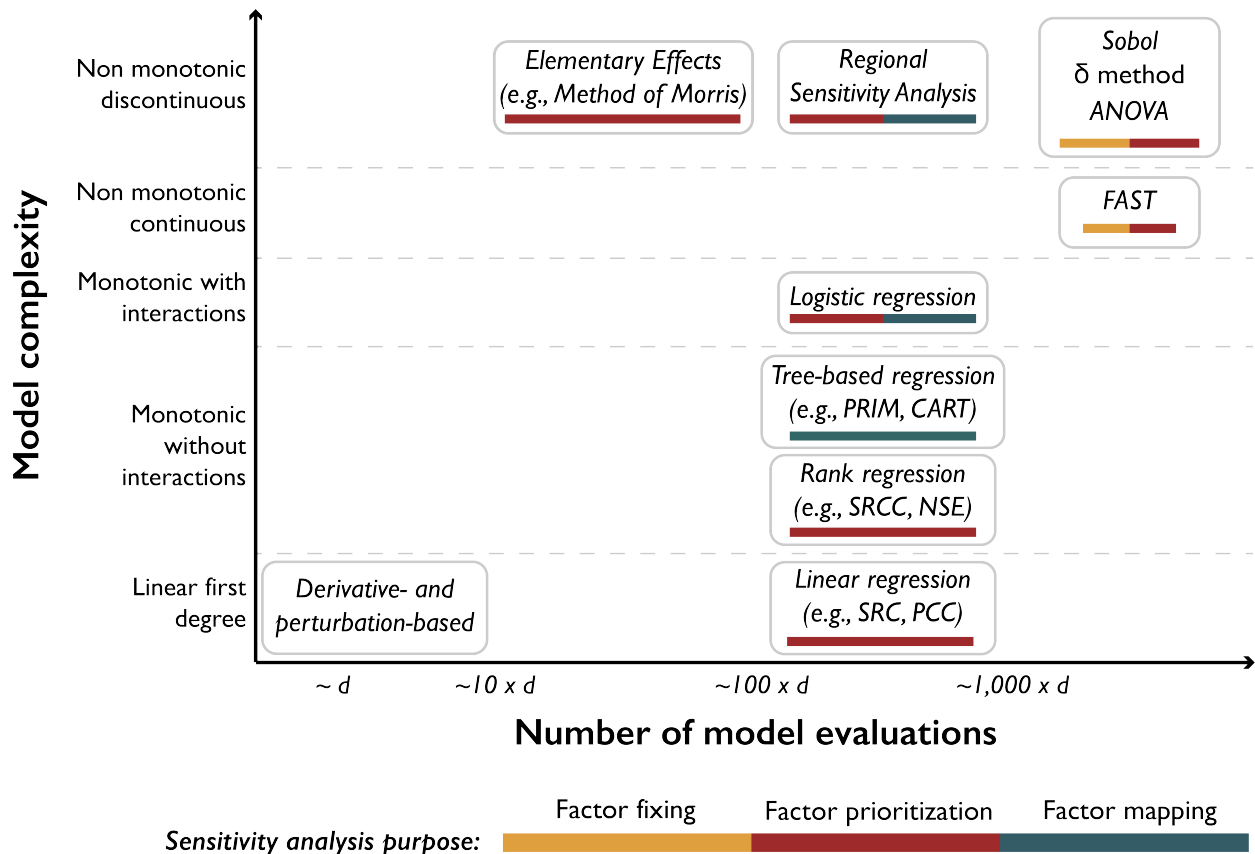 Model complexity
Non monotonic
discontinuous
Elementary Effects
(e.g., Method of Morris)
Regional
Sensitivity Analysis
Sobol
δ method
ANOVA
Non monotonic
continuous
FAST
Monotonic with
interactions
Logistic regression
Monotonic
without
interactions
Tree-based regression
(e.g., PRIM, CART)
Rank regression
(e.g., SRCC, NSE)
Linear first
degree
Derivative- and
perturbation-based
Linear regression
(e.g., SRC, PCC)
~ d
~10 x d
~100 x d
~1,000 x d
Number of model evaluations
Sensitivity analysis purpose:
Factor fixing
Factor prioritization
Factor mapping